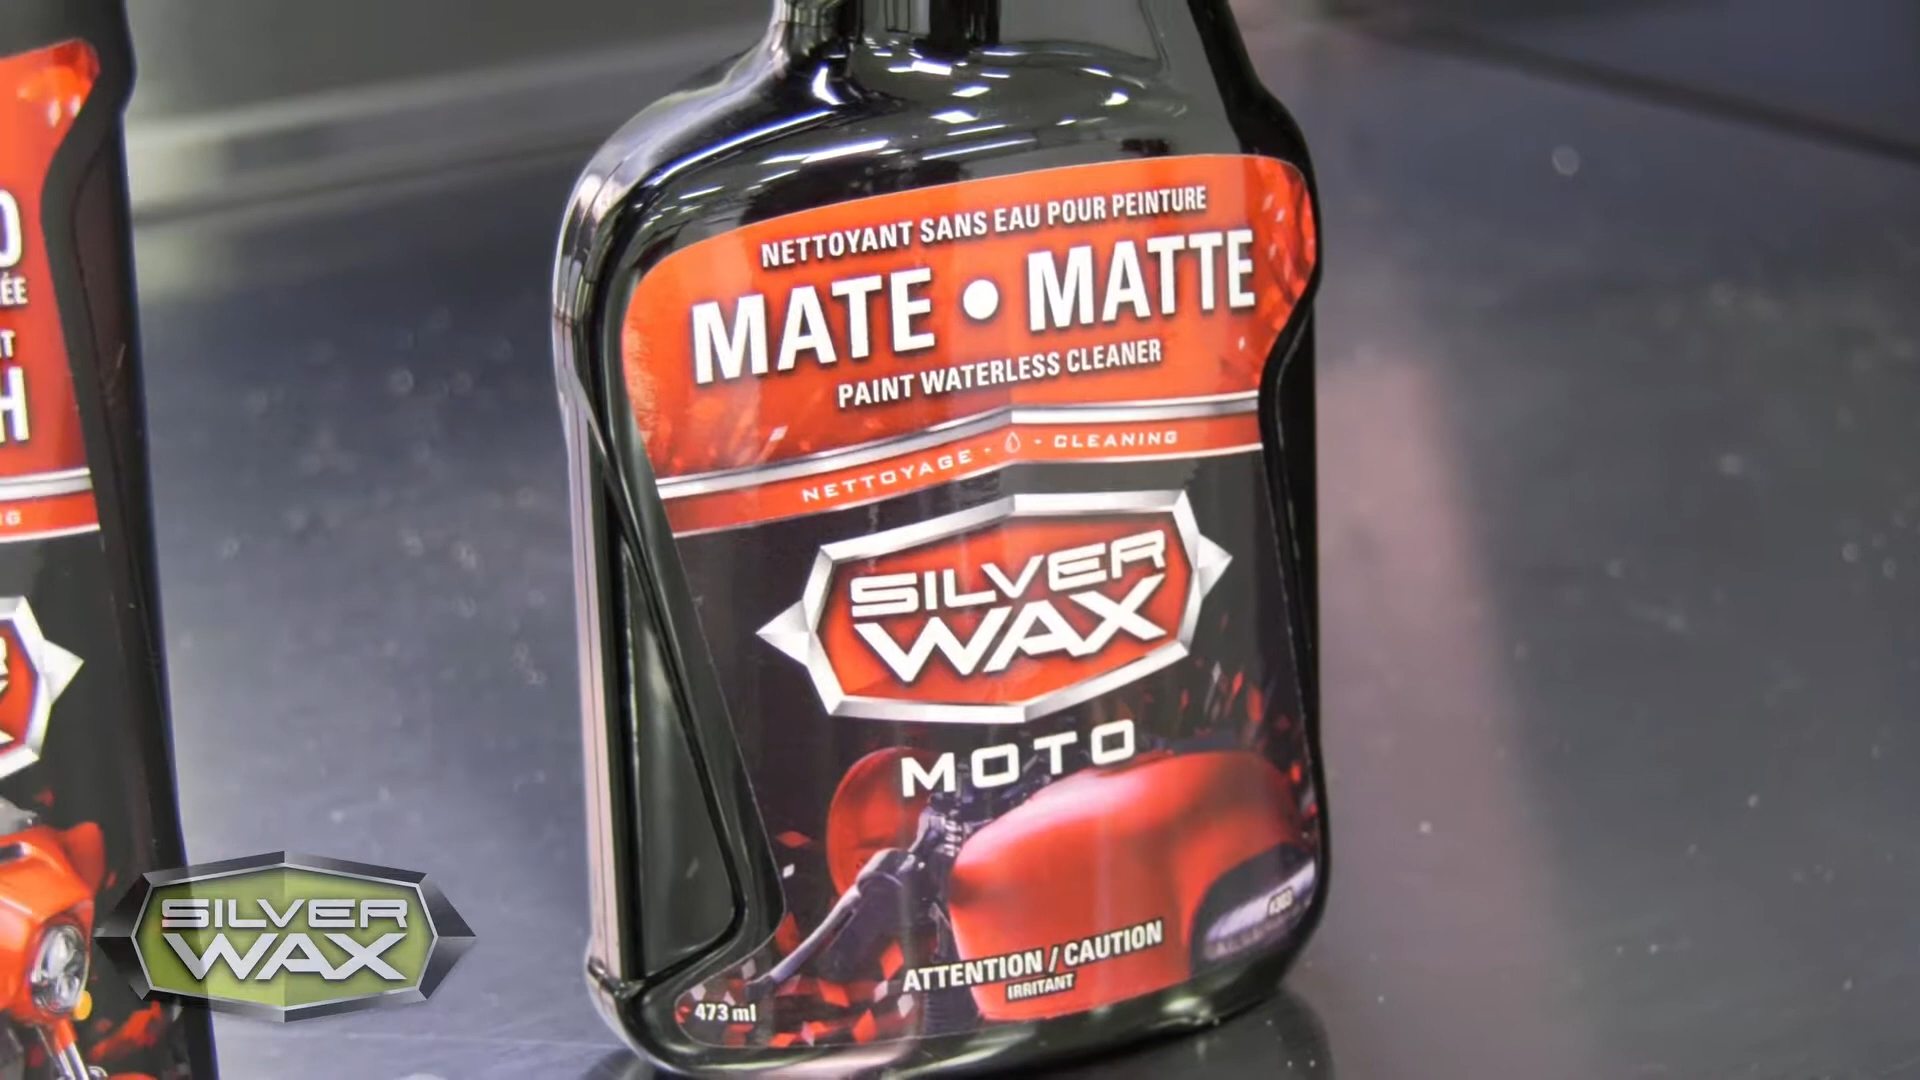 NETTOYANT SANS EAU POUR PEINTURE
MATE • MATTE
PAINT WATERLESS CLEANER
NETTOYAGE - - CLEANING
SILVER
WAX
MOTO
ATTENTION / CAUTION
IRRITANT
473 ml
SILVER
WAX